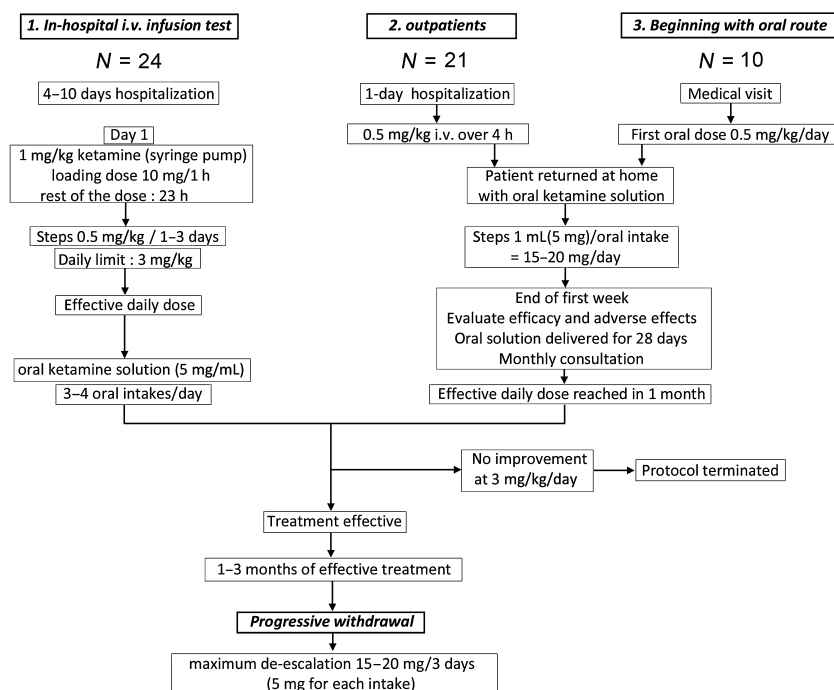 1. In-hospital i.v. infusion test
N = 24
4–10 days hospitalization
Day 1
1 mg/kg ketamine (syringe pump)
loading dose 10 mg/1 h
rest of the dose : 23 h
Steps 0.5 mg/kg / 1–3 days
Daily limit : 3 mg/kg
Effective daily dose
oral ketamine solution (5 mg/mL)
3–4 oral intakes/day
2. outpatients
N = 21
1-day hospitalization
0.5 mg/kg i.v. over 4 h
3. Beginning with oral route
N = 10
Medical visit
First oral dose 0.5 mg/kg/day
Patient returned at home
with oral ketamine solution
Steps 1 mL(5 mg)/oral intake
= 15–20 mg/day
End of first week
Evaluate efficacy and adverse effects
Oral solution delivered for 28 days
Monthly consultation
Effective daily dose reached in 1 month
No improvement
at 3 mg/kg/day
Protocol terminated
Treatment effective
1–3 months of effective treatment
Progressive withdrawal
maximum de-escalation 15–20 mg/3 days
(5 mg for each intake)